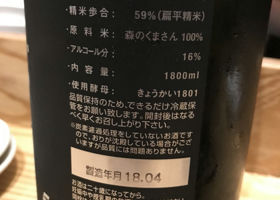 ・精米歩合： 59%(扁平精米)
・原料米： 森のくまさん 100%
・アルコール分： 16%
・内容量： 1800ml
・使用酵母： きょうかい1801
品質保持のため、できるだけ冷蔵保
管をお願い致します。開封後はなる
べく早くお召し上がり下さい。
※炭素濾過処理をしていないお酒です
ので、おりが沈殿している場合がござい
ますが品質には問題ありません。
製造年月 18.04
お酒は二十歳になってから。